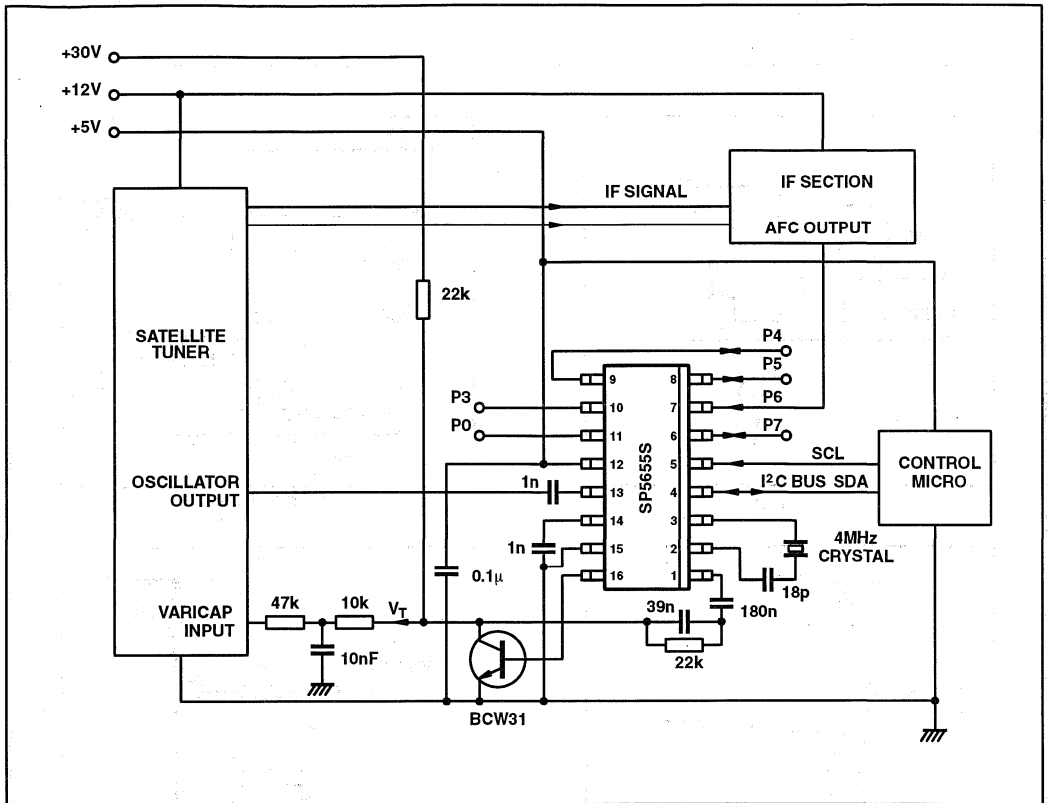 +30V
+12V
+5V
IF SECTION
IF SIGNAL
AFC OUTPUT
22k
SATELLITE
TUNER
P4
P5
P6
P7
P3
P0
9
8
10
7
11
6
12
5
13
4
14
3
15
2
16
1
SP5655S
SCL
I²C BUS SDA
CONTROL
MICRO
OSCILLATOR
OUTPUT
1n
1n
4MHz
CRYSTAL
18p
0.1µ
180n
39n
22k
VARICAP
INPUT
47k
10k
VT
10nF
BCW31